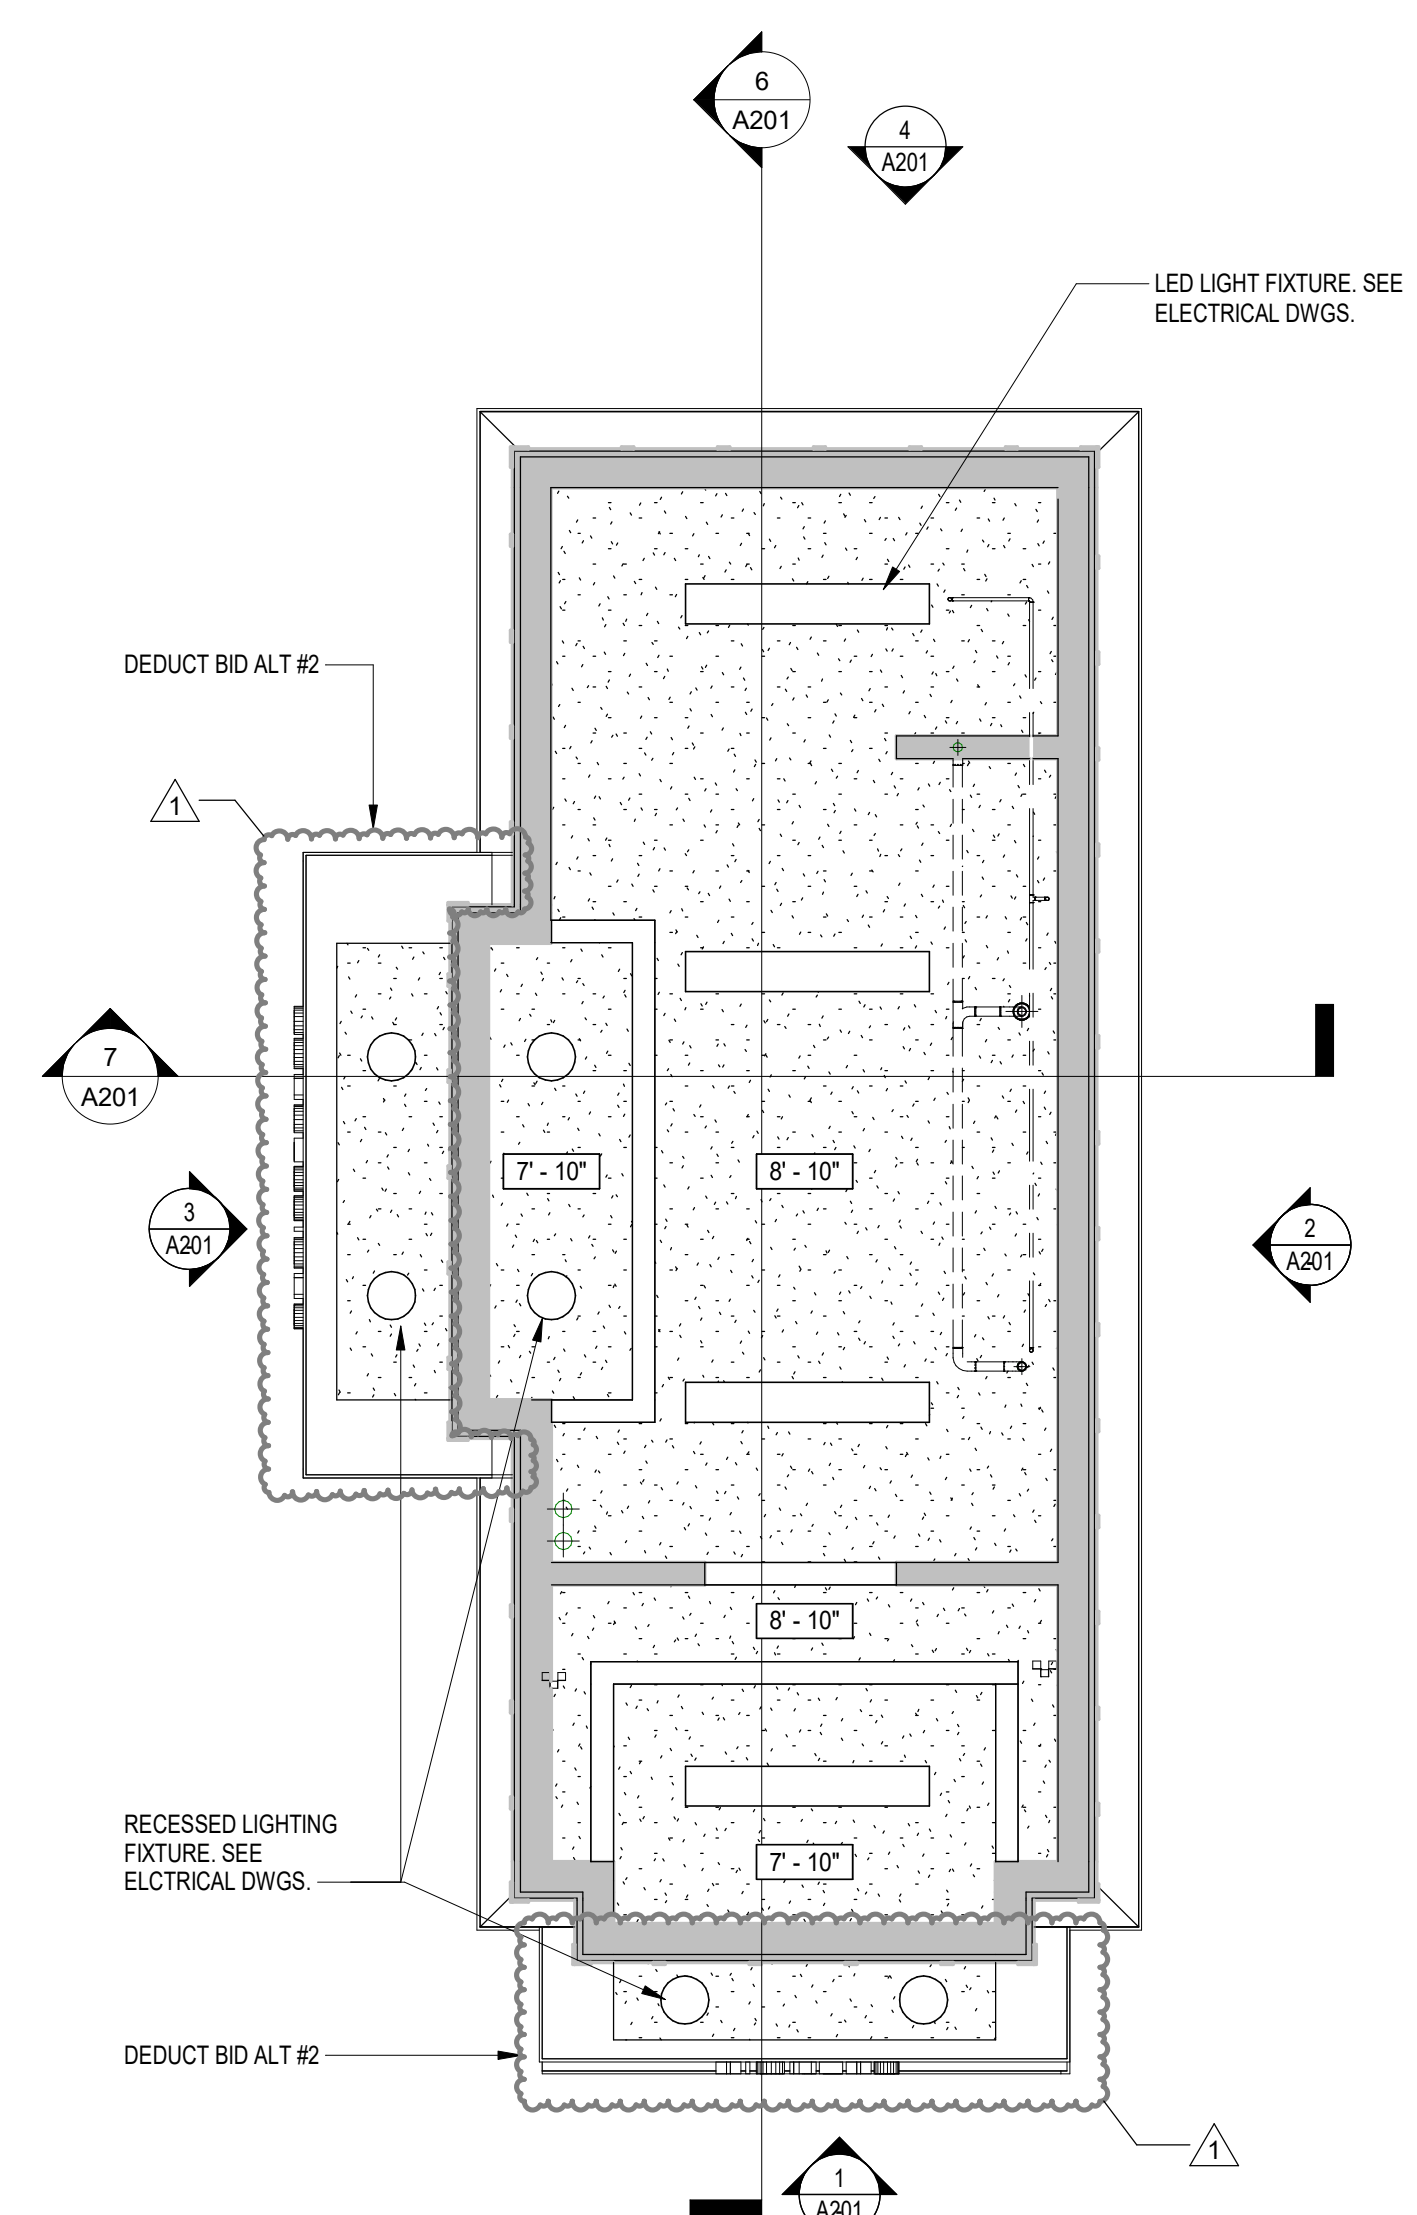 6
A201
4
A201
LED LIGHT FIXTURE. SEE
ELECTRICAL DWGS.
DEDUCT BID ALT #2
1
7
A201
7' - 10"
8' - 10"
3
A201
2
A201
8' - 10"
RECESSED LIGHTING
FIXTURE. SEE
ELCTRICAL DWGS.
7' - 10"
DEDUCT BID ALT #2
1
1
A201